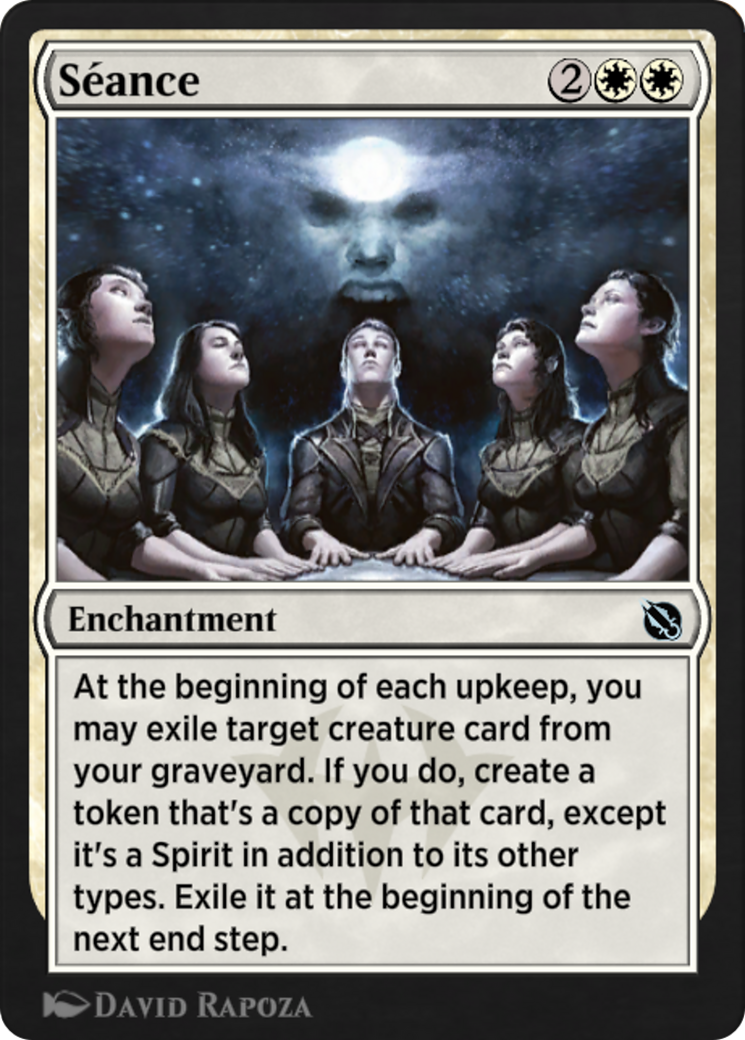 Séance
2
Enchantment
At the beginning of each upkeep, you
may exile target creature card from
your graveyard. If you do, create a
token that's a copy of that card, except
it's a Spirit in addition to its other
types. Exile it at the beginning of the
next end step.
David Rapoza